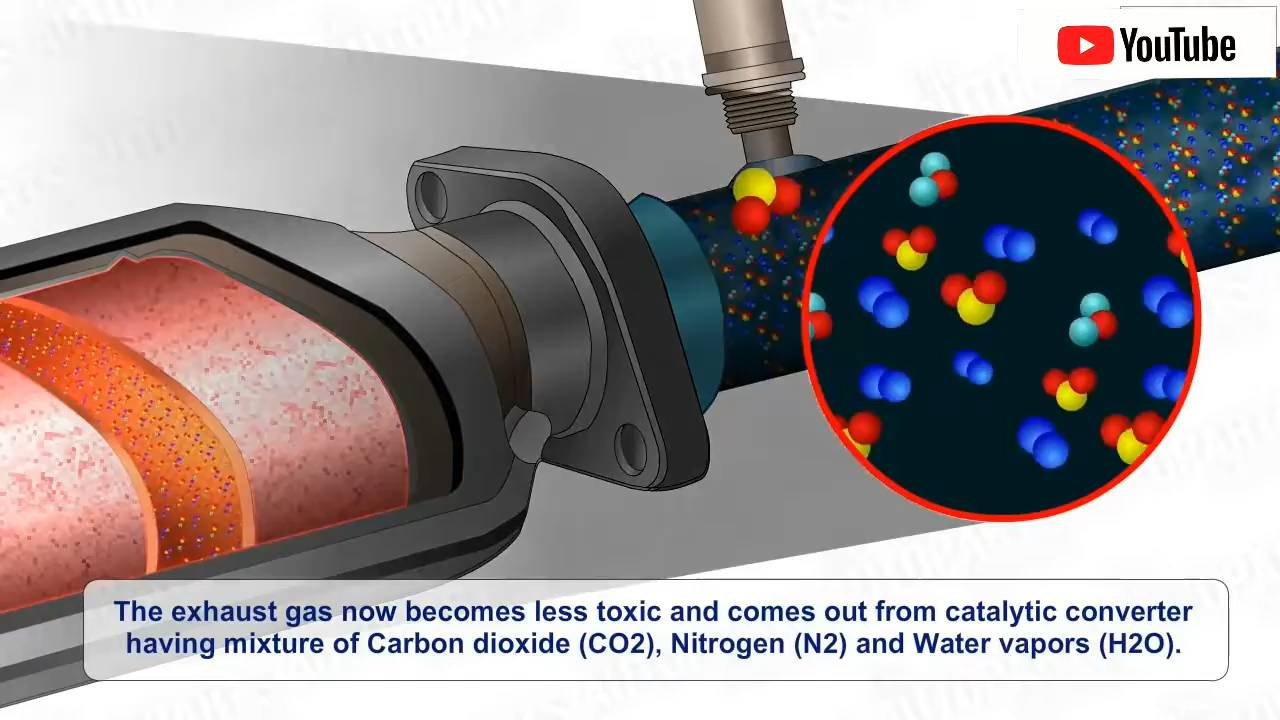 YouTube
The exhaust gas now becomes less toxic and comes out from catalytic converter
having mixture of Carbon dioxide (CO2), Nitrogen (N2) and Water vapors (H2O).